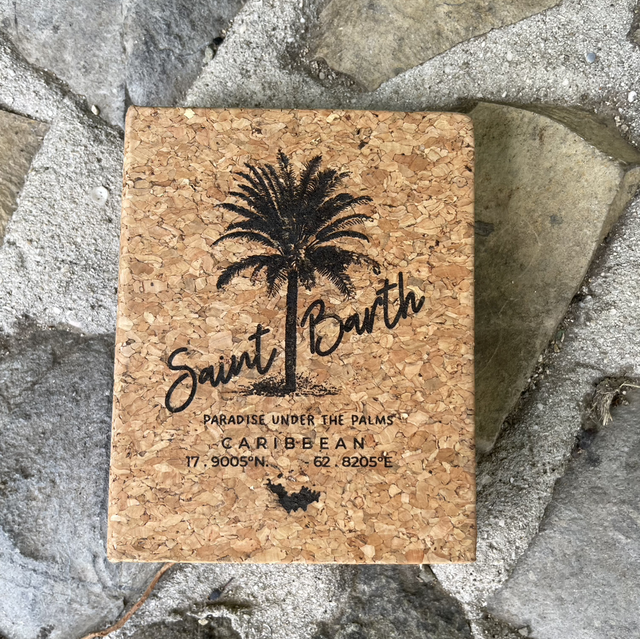 Saint Barth
PARADISE UNDER THE PALMS
CARIBBEAN
17.9005°N. 62.8205°E